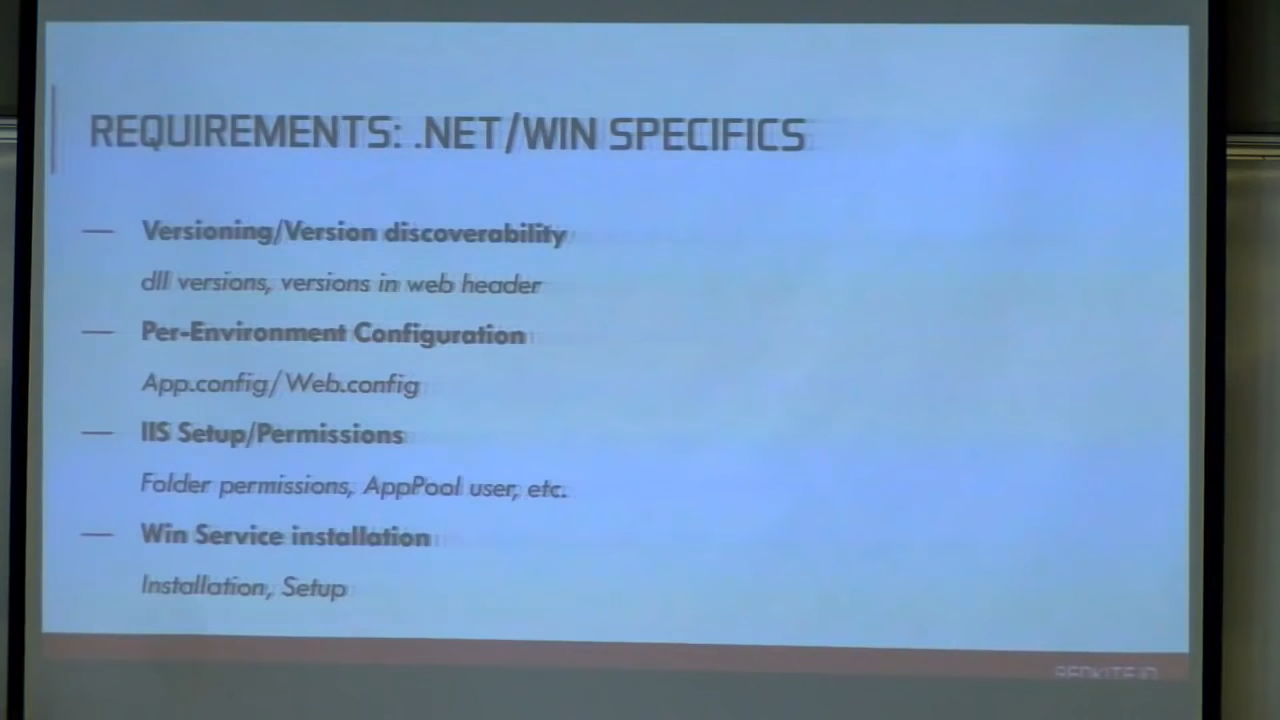 REQUIREMENTS: .NET/WIN SPECIFICS
— Versioning/Version discoverability
dll versions, versions in web header
— Per-Environment Configuration
App.config/Web.config
— IIS Setup/Permissions
Folder permissions, AppPool user, etc.
— Win Service installation
Installation, Setup